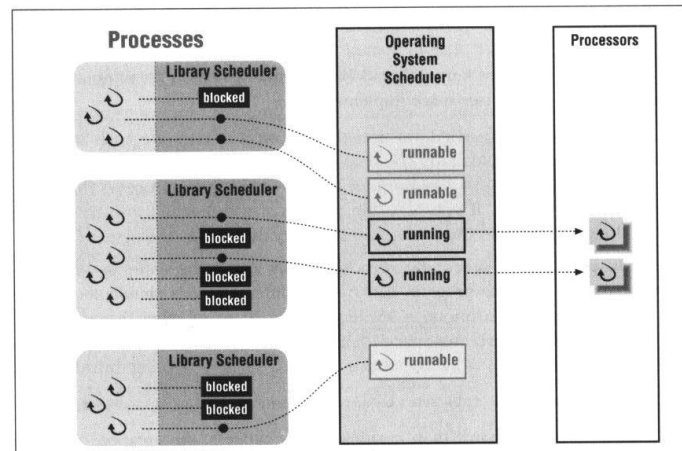 Processes
Library Scheduler
blocked
Library Scheduler
blocked
blocked
blocked
Library Scheduler
blocked
blocked
Operating
System
Scheduler
runnable
runnable
running
running
runnable
Processors